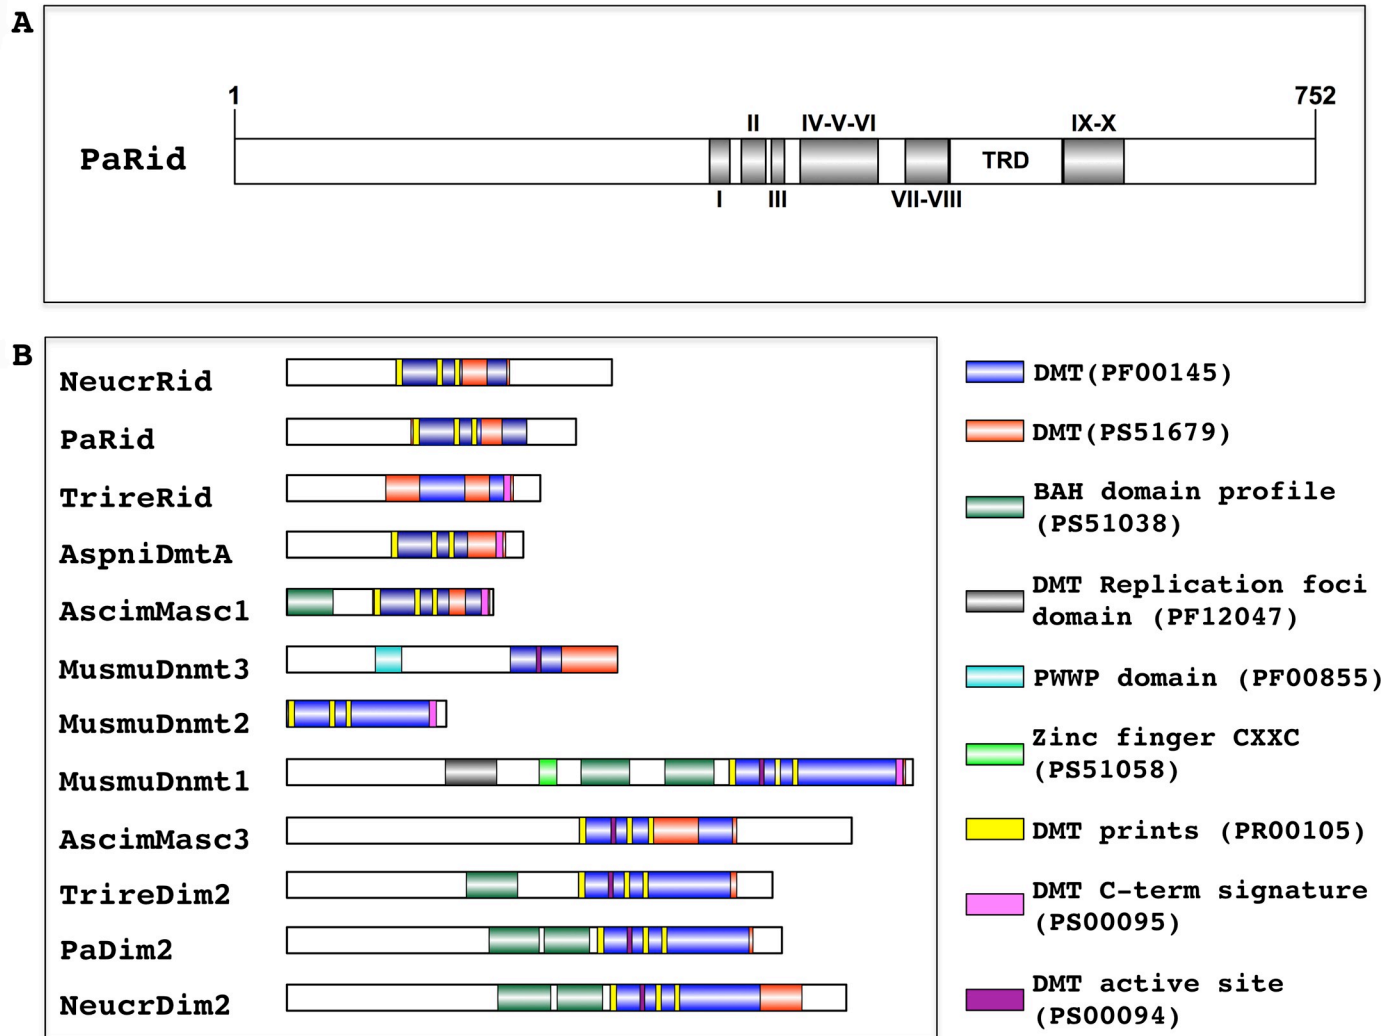 A
1
752
II
IV-V-VI
IX-X
PaRid
TRD
I
III
VII-VIII
B
NeucrRid
PaRid
TrireRid
AspniDmtA
AscimMasc1
MusmuDnmt3
MusmuDnmt2
MusmuDnmt1
AscimMasc3
TrireDim2
PaDim2
NeucrDim2
DMT(PF00145)
DMT(PS51679)
BAH domain profile
(PS51038)
DMT Replication foci
domain (PF12047)
PWWP domain (PF00855)
Zinc finger CXXC
(PS51058)
DMT prints (PR00105)
DMT C-term signature
(PS00095)
DMT active site
(PS00094)